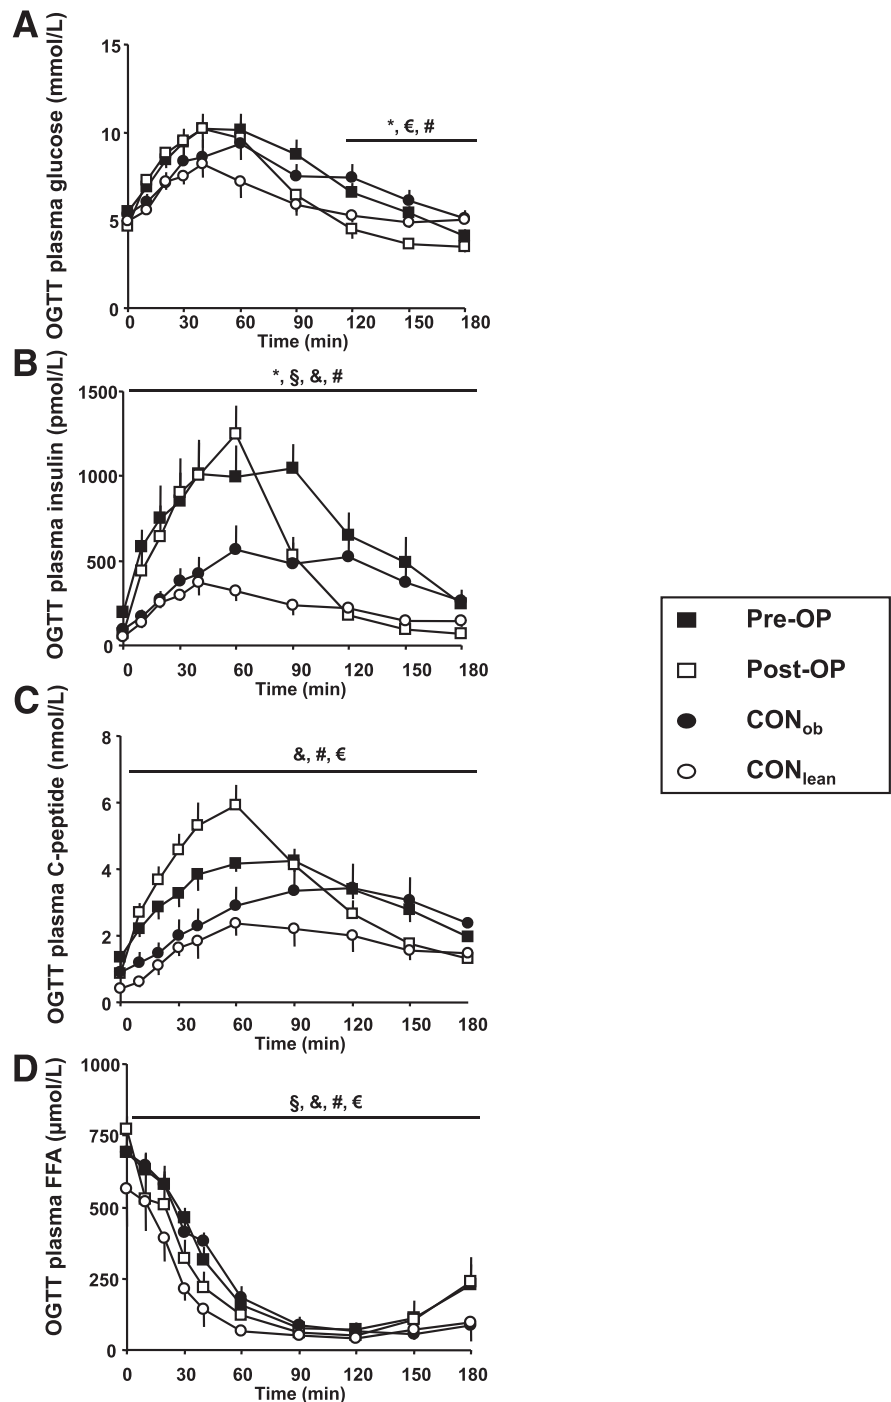 A
OGTT plasma glucose (mmol/L)
15
10
5
0
*, €, #
0 30 60 90 120 150 180
Time (min)
B
OGTT plasma insulin (pmol/L)
1500
1000
500
0
*, §, &, #
0 30 60 90 120 150 180
Time (min)
C
OGTT plasma C-peptide (nmol/L)
8
6
4
2
0
&, #, €
0 30 60 90 120 150 180
Time (min)
D
OGTT plasma FFA (µmol/L)
1000
750
500
250
0
§, &, #, €
0 30 60 90 120 150 180
Time (min)
Pre-OP
Post-OP
CONob
CONlean